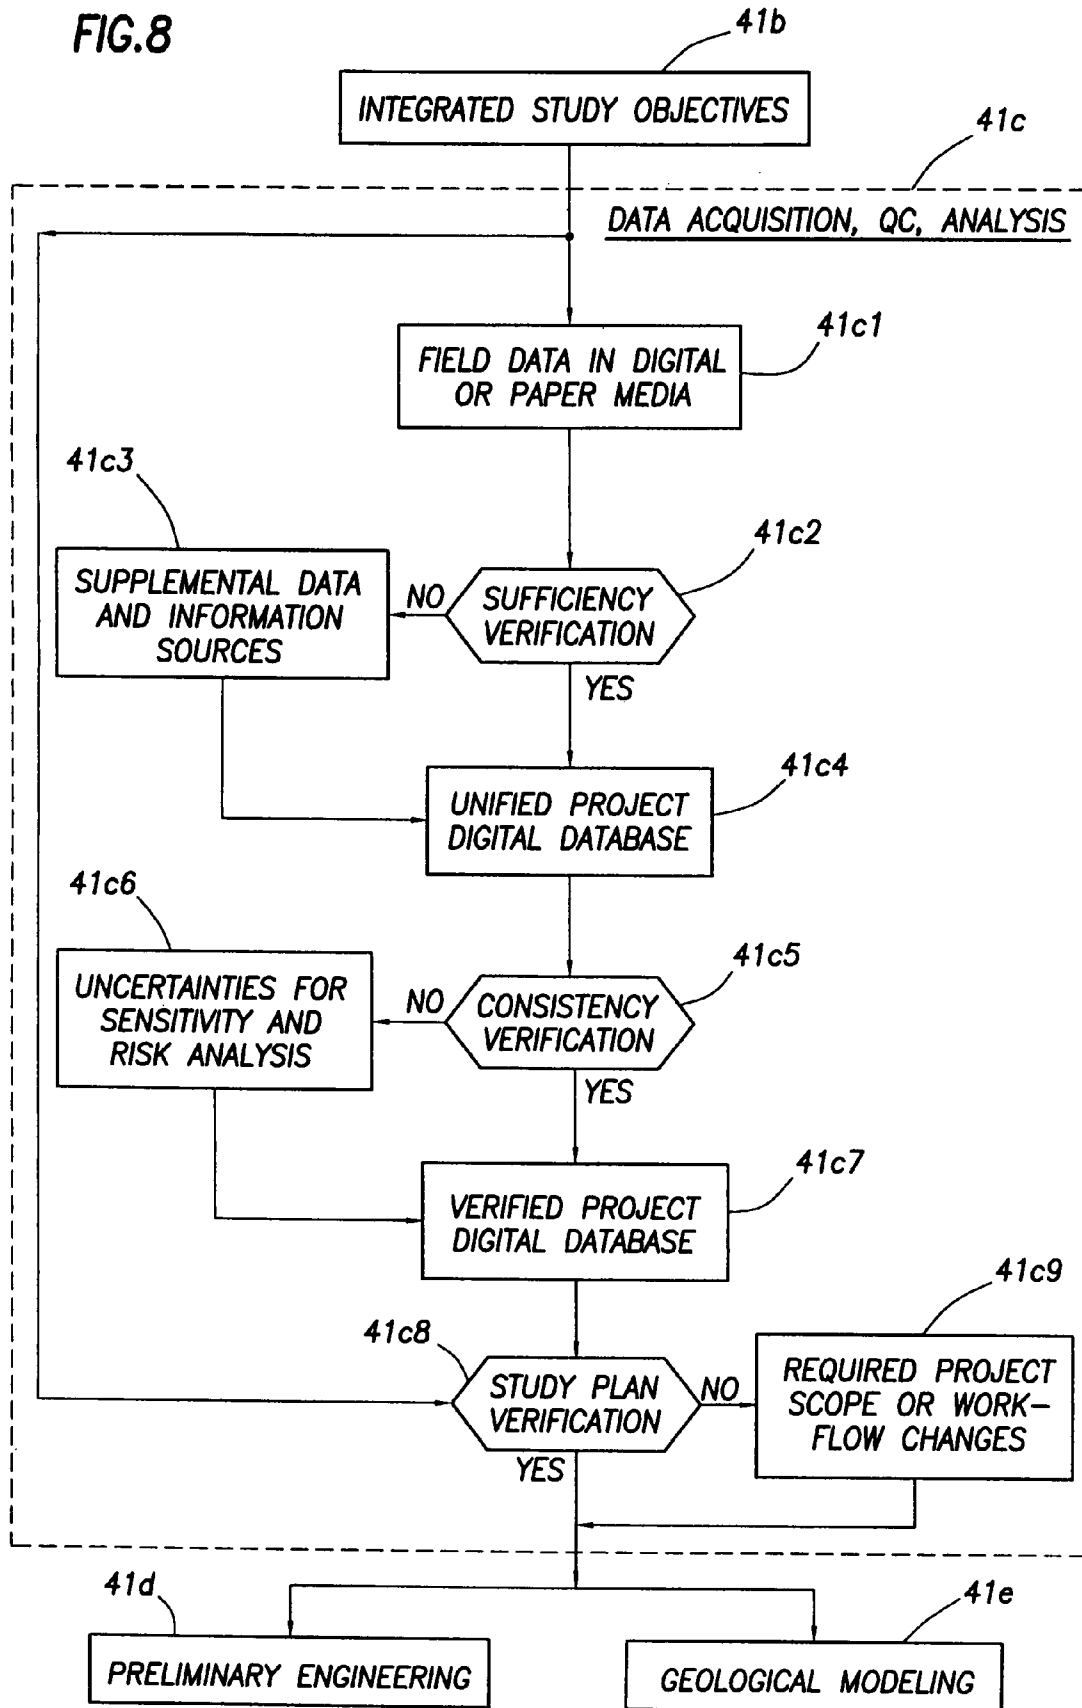 FIG.8
41b
INTEGRATED STUDY OBJECTIVES
41c
DATA ACQUISITION, QC, ANALYSIS
41c1
FIELD DATA IN DIGITAL
OR PAPER MEDIA
41c3
41c2
SUPPLEMENTAL DATA
AND INFORMATION
SOURCES
NO
SUFFICIENCY
VERIFICATION
YES
41c4
UNIFIED PROJECT
DIGITAL DATABASE
41c6
41c5
UNCERTAINTIES FOR
SENSITIVITY AND
RISK ANALYSIS
NO
CONSISTENCY
VERIFICATION
YES
41c7
VERIFIED PROJECT
DIGITAL DATABASE
41c9
41c8
STUDY PLAN
VERIFICATION
NO
REQUIRED PROJECT
SCOPE OR WORK-
FLOW CHANGES
YES
41d
41e
PRELIMINARY ENGINEERING
GEOLOGICAL MODELING